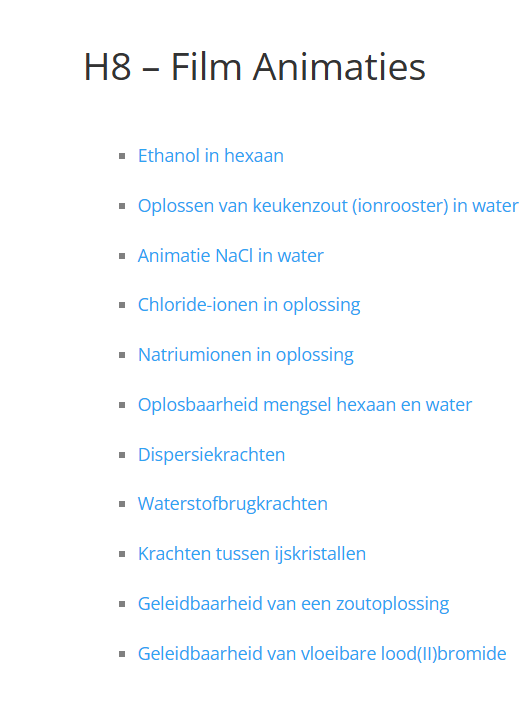 H8 – Film Animaties
Ethanol in hexaan
Oplossen van keukenzout (ionrooster) in water
Animatie NaCl in water
Chloride-ionen in oplossing
Natriumionen in oplossing
Oplosbaarheid mengsel hexaan en water
Dispersiekrachten
Waterstofbrugkrachten
Krachten tussen ijskristallen
Geleidbaarheid van een zoutoplossing
Geleidbaarheid van vloeibare lood(II)bromide